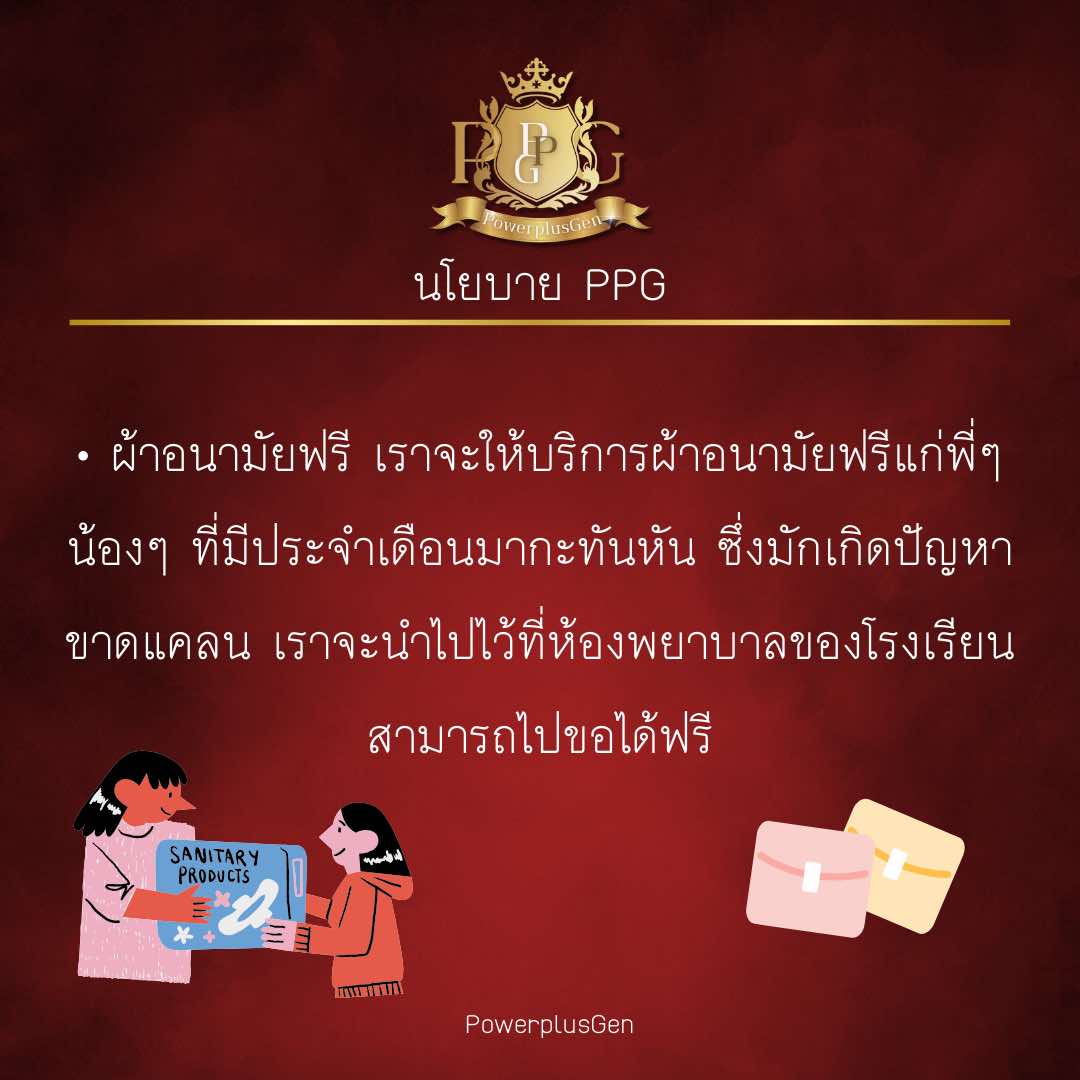 P G
PPG
PowerplusGen
นโยบาย PPG
• ผ้าอนามัยฟรี เราจะให้บริการผ้าอนามัยฟรีแก่พี่ๆ
น้องๆ ที่มีประจำเดือนมากะทันหัน ซึ่งมักเกิดปัญหา
ขาดแคลน เราจะนำไปไว้ที่ห้องพยาบาลของโรงเรียน
สามารถไปขอได้ฟรี
SANITARY
PRODUCTS
PowerplusGen